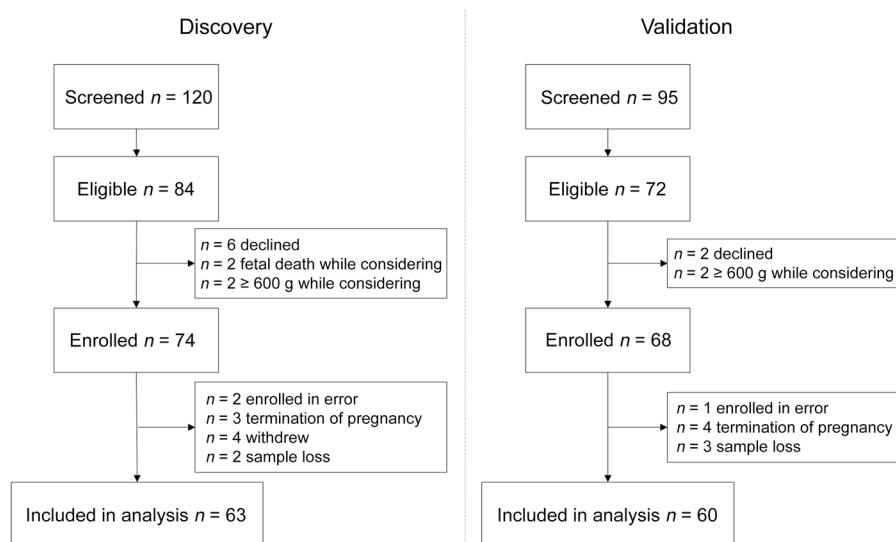 Discovery
Screened n = 120
Eligible n = 84
n = 6 declined
n = 2 fetal death while considering
n = 2 ≥ 600 g while considering
Enrolled n = 74
n = 2 enrolled in error
n = 3 termination of pregnancy
n = 4 withdrew
n = 2 sample loss
Included in analysis n = 63
Validation
Screened n = 95
Eligible n = 72
n = 2 declined
n = 2 ≥ 600 g while considering
Enrolled n = 68
n = 1 enrolled in error
n = 4 termination of pregnancy
n = 3 sample loss
Included in analysis n = 60